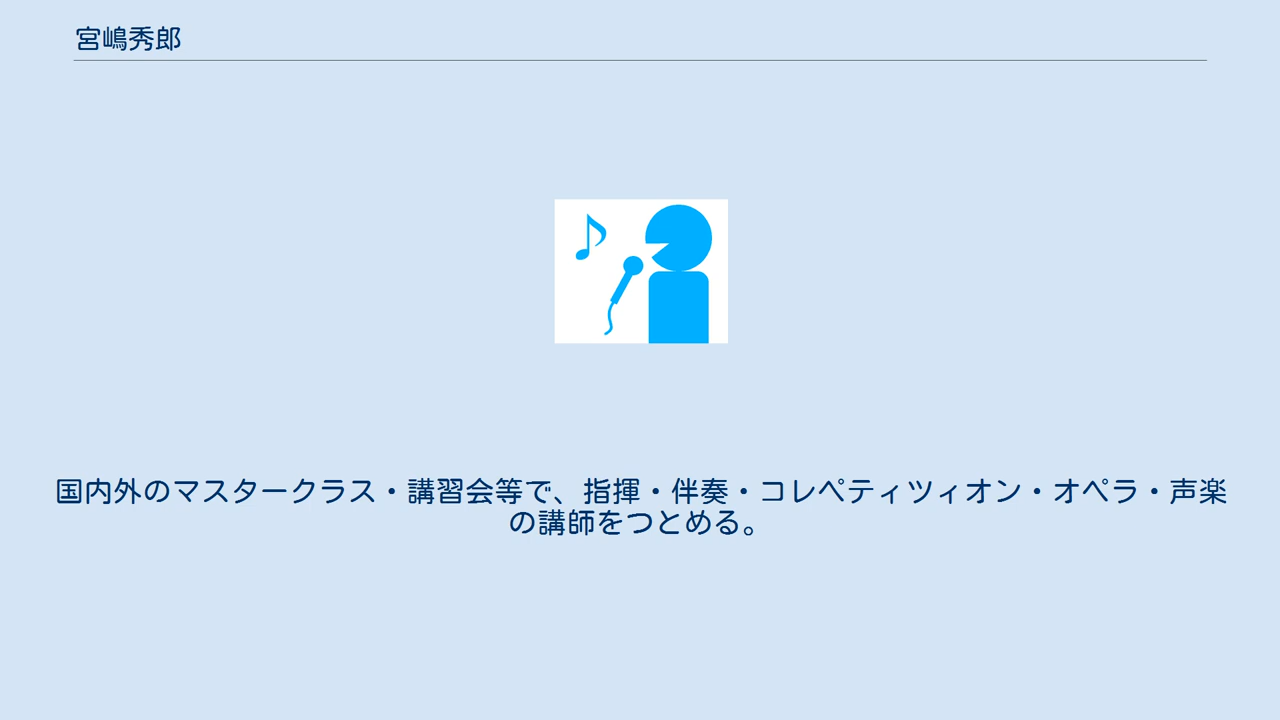 宮嶋秀郎
国内外のマスタークラス・講習会等で、指揮・伴奏・コレペティツィオン・オペラ・声楽
の講師をつとめる。